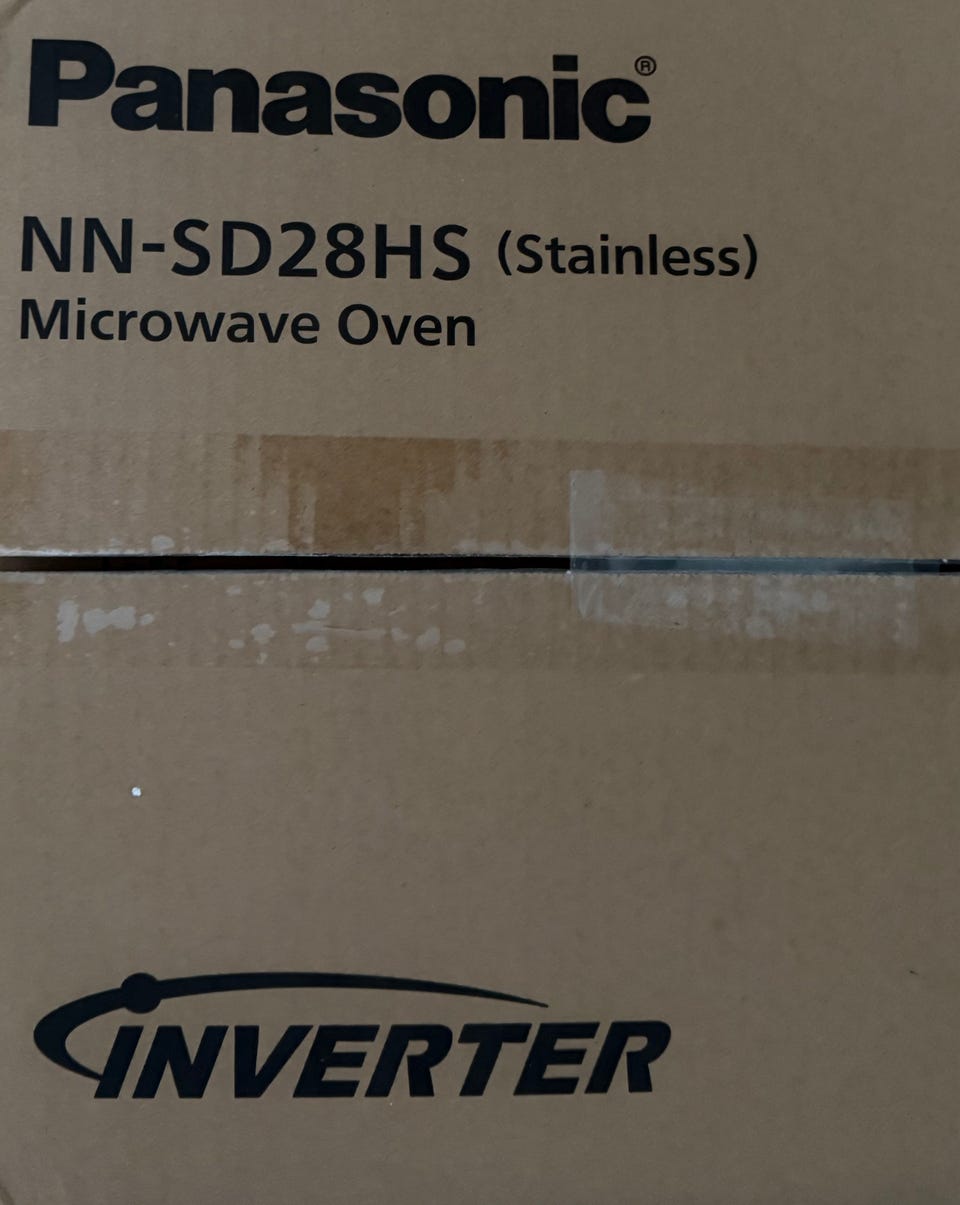 Panasonic®
NN-SD28HS (Stainless)
Microwave Oven
INVERTER